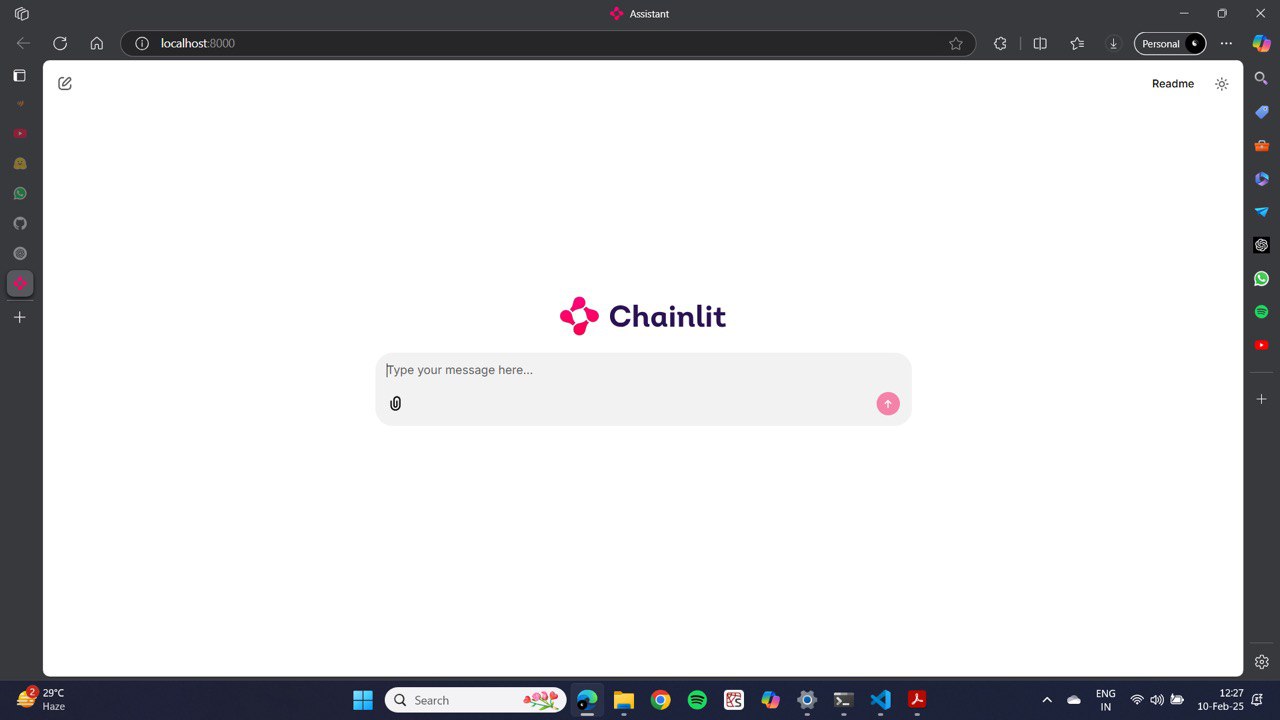 Assistant
localhost:8000
Personal
Readme
Chainlit
Type your message here...
2
29°C
Haze
Search
ENG
IN
12:27
10-Feb-25